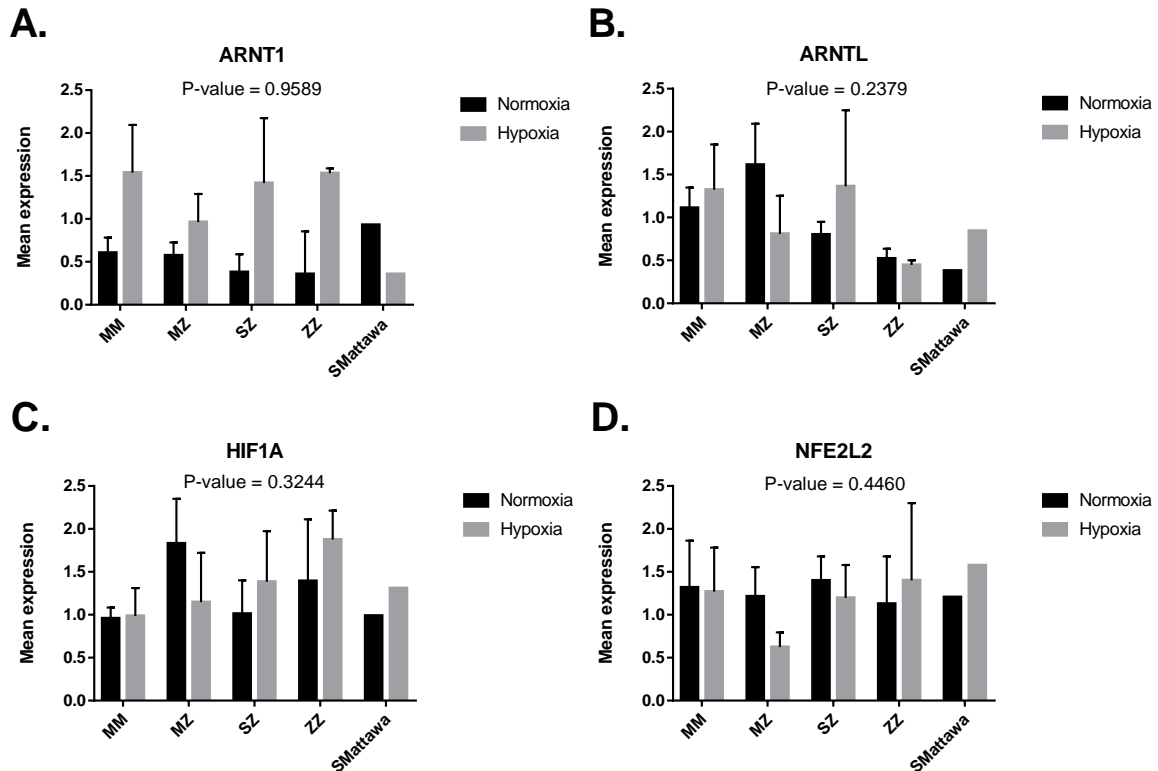 A.
ARNT1
P-value = 0.9589
2.5
2.0
1.5
1.0
0.5
0.0
Mean expression
MM
MZ
SZ
ZZ
SMattawa
Normoxia
Hypoxia
B.
ARNTL
P-value = 0.2379
2.5
2.0
1.5
1.0
0.5
0.0
Mean expression
MM
MZ
SZ
ZZ
SMattawa
Normoxia
Hypoxia
C.
HIF1A
P-value = 0.3244
2.5
2.0
1.5
1.0
0.5
0.0
Mean expression
MM
MZ
SZ
ZZ
SMattawa
Normoxia
Hypoxia
D.
NFE2L2
P-value = 0.4460
2.5
2.0
1.5
1.0
0.5
0.0
Mean expression
MM
MZ
SZ
ZZ
SMattawa
Normoxia
Hypoxia